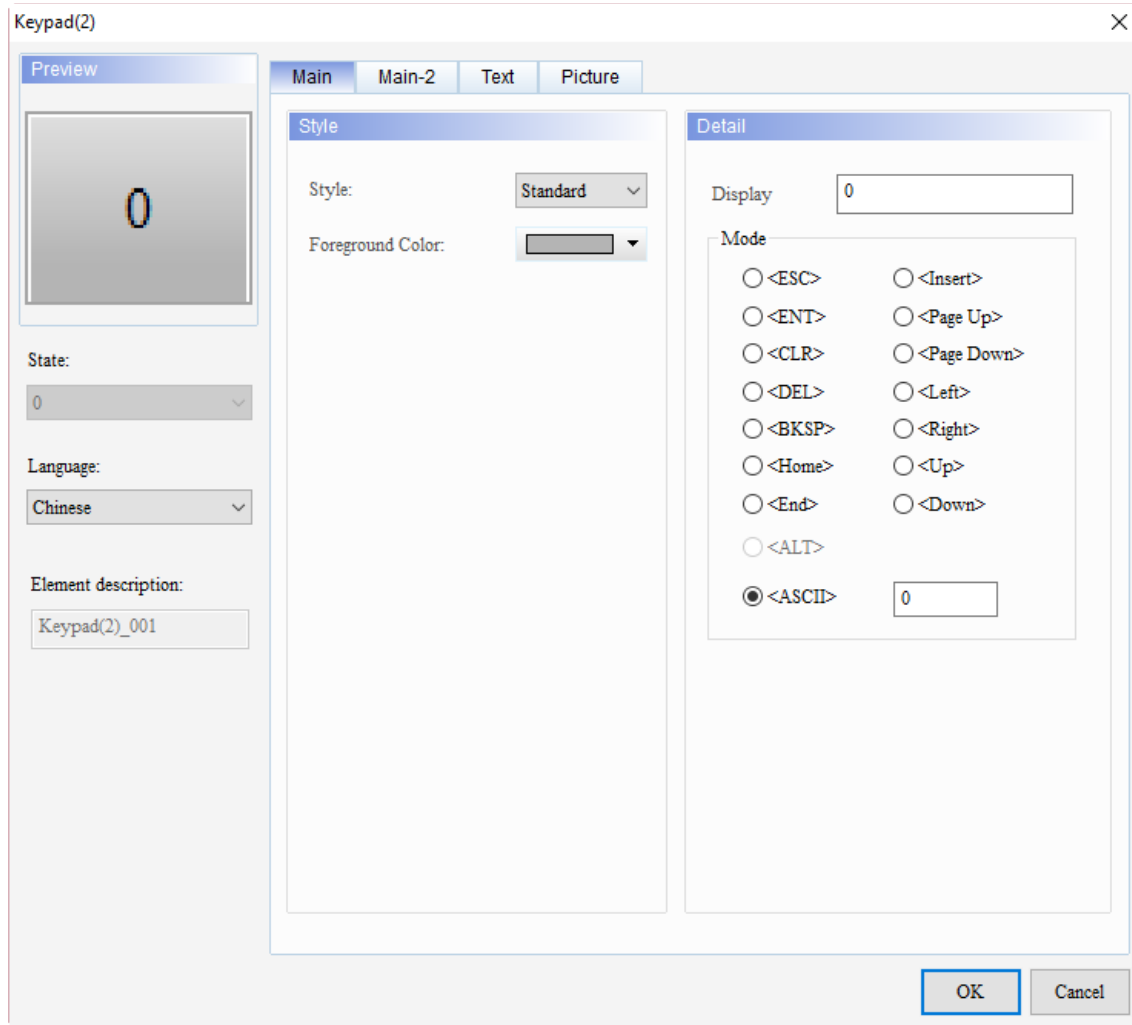 Keypad(2)
Preview
0
State:
0
Language:
Chinese
Element description:
Keypad(2)_001
Main
Main-2
Text
Picture
Style
Style:
Standard
Foreground Color:
Detail
Display
0
Mode
<ESC>
<Insert>
<ENT>
<Page Up>
<CLR>
<Page Down>
<DEL>
<Left>
<BKSP>
<Right>
<Home>
<Up>
<End>
<Down>
<ALT>
<ASCII>
0
OK
Cancel